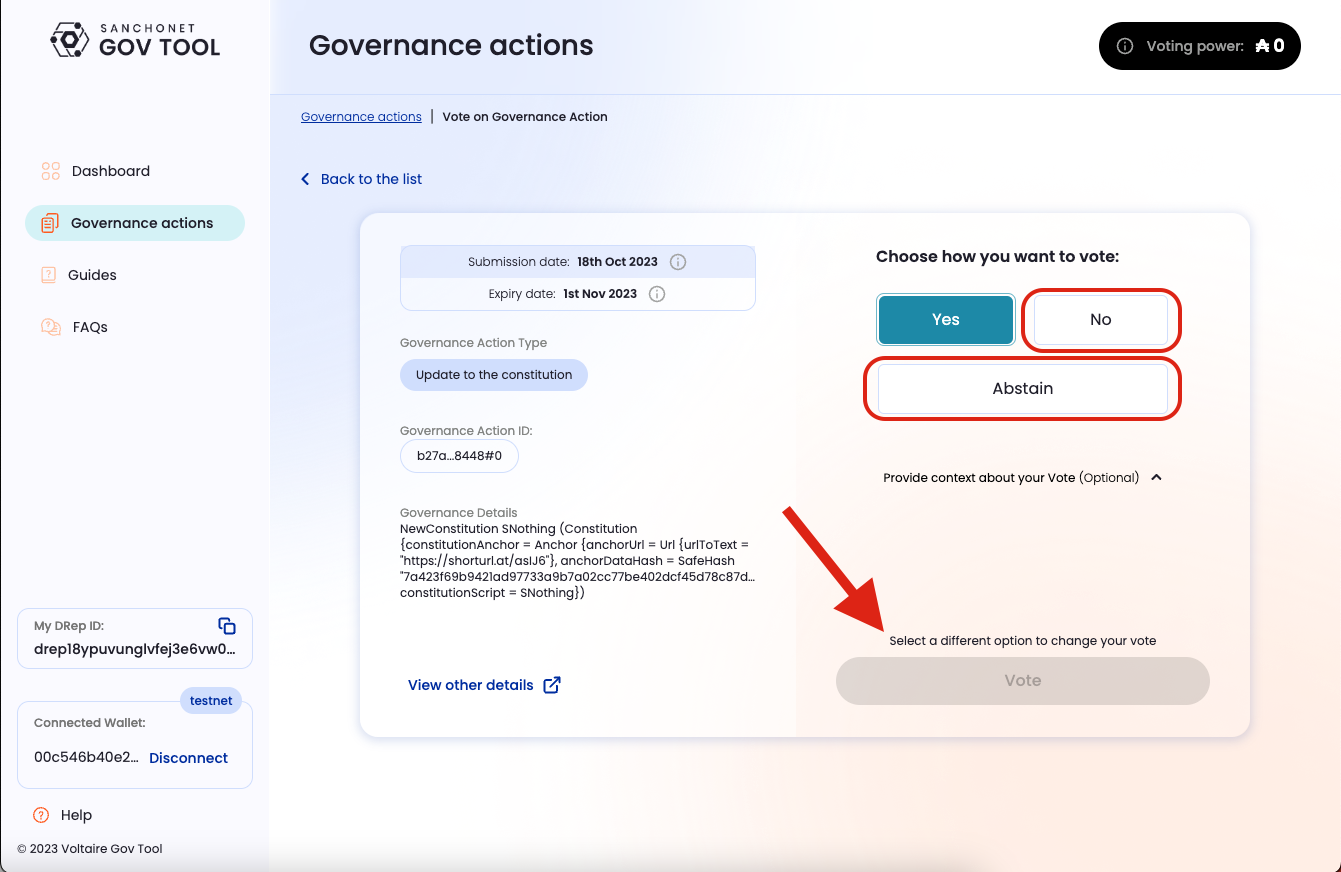 SANCHONET
GOV TOOL
Governance actions
Voting power: ₳ 0
Governance actions | Vote on Governance Action
Dashboard
Governance actions
Guides
FAQs
Back to the list
Submission date: 18th Oct 2023
Expiry date: 1st Nov 2023
Governance Action Type
Update to the constitution
Governance Action ID:
b27a...8448#0
Governance Details
NewConstitution SNothing (Constitution
{constitutionAnchor = Anchor {anchorUrl = Url {urlToText =
"https://shorturl.at/asIJ6"}, anchorDataHash = SafeHash
"7a423f69b9421ad97733a9b7a02cc77be402dcf45d78c87d...
constitutionScript = SNothing})
View other details
Choose how you want to vote:
Yes
No
Abstain
Provide context about your Vote (Optional)
Select a different option to change your vote
Vote
My DRep ID:
drep18ypuvunglvfej3e6vw0...
testnet
Connected Wallet:
00c546b40e2... Disconnect
Help
© 2023 Voltaire Gov Tool